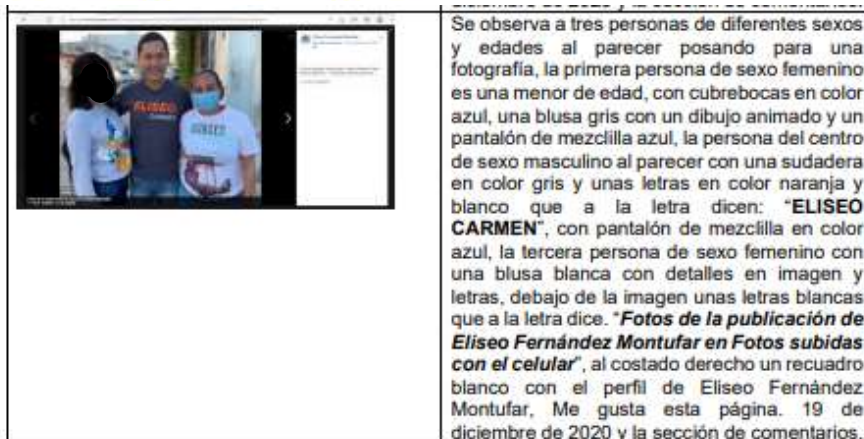 ELISEO
CARMEN
Se observa a tres personas de diferentes sexos
y edades al parecer posando para una
fotografía, la primera persona de sexo femenino
es una menor de edad, con cubrebocas en color
azul, una blusa gris con un dibujo animado y un
pantalón de mezclilla azul, la persona del centro
de sexo masculino al parecer con una sudadera
en color gris y unas letras en color naranja y
blanco que a la letra dicen: "ELISEO
CARMEN", con pantalón de mezclilla en color
azul, la tercera persona de sexo femenino con
una blusa blanca con detalles en imagen y
letras, debajo de la imagen unas letras blancas
que a la letra dice. "Fotos de la publicación de
Eliseo Fernández Montufar en Fotos subidas
con el celular", al costado derecho un recuadro
blanco con el perfil de Eliseo Fernández
Montufar, Me gusta esta página. 19 de
diciembre de 2020 y la sección de comentarios.